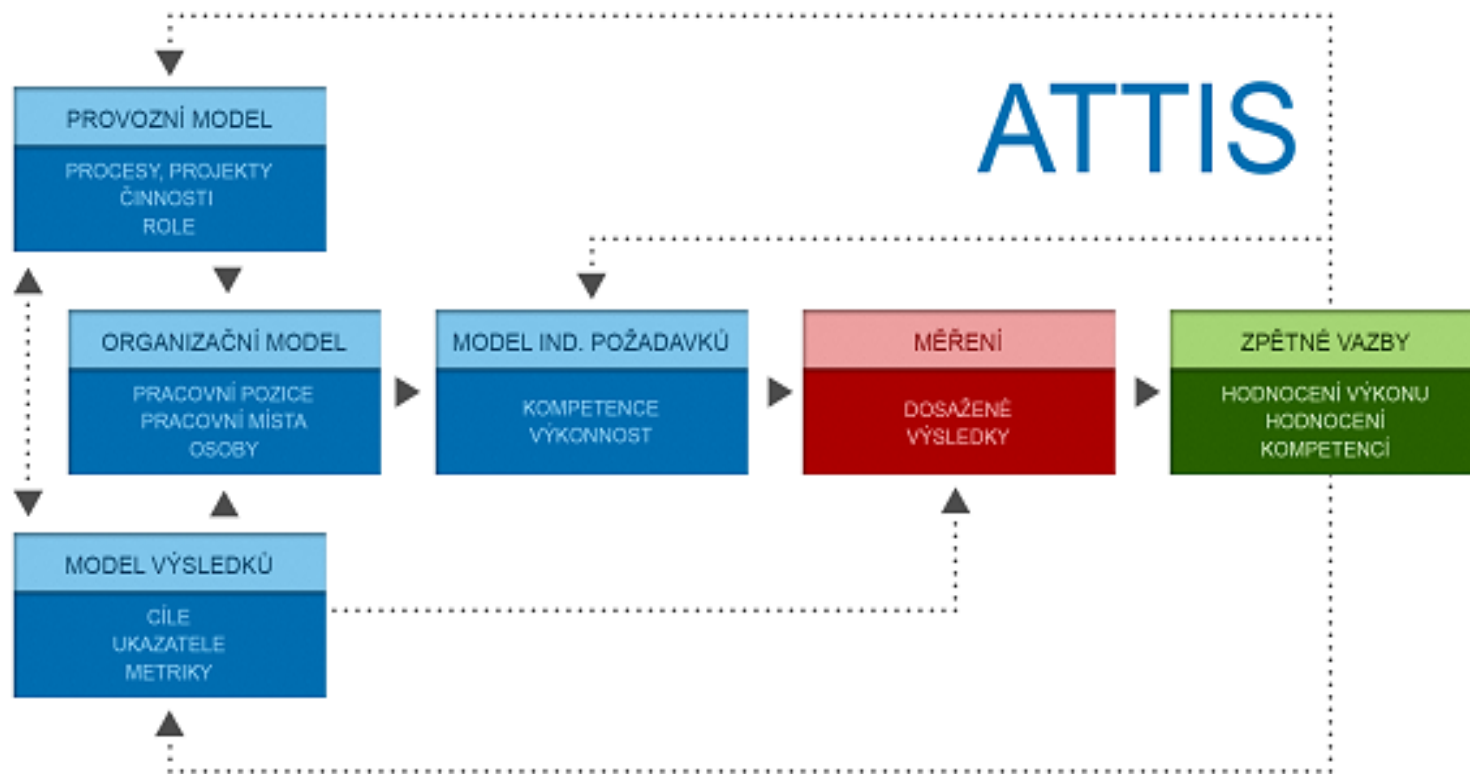 ATTIS
PROVOZNÍ MODEL
PROCESY, PROJEKTY
ČINNOSTI
ROLE
ORGANIZAČNÍ MODEL
PRACOVNÍ POZICE
PRACOVNÍ MÍSTA
OSOBY
MODEL IND. POŽADAVKŮ
KOMPETENCE
VÝKONNOST
MĚŘENÍ
DOSAŽENÉ
VÝSLEDKY
ZPĚTNÉ VAZBY
HODNOCENÍ VÝKONU
HODNOCENÍ
KOMPETENCÍ
MODEL VÝSLEDKŮ
CÍLE
UKAZATELE
METRIKY